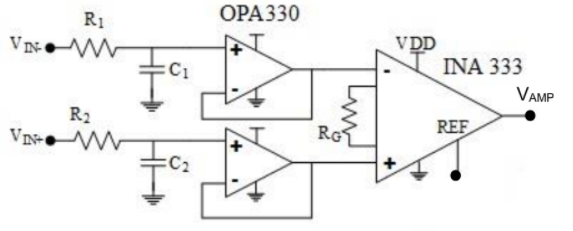 OPA330
R1
VIN-
+
-
C1
VDD
INA 333
-
RG
VAMP
REF
+
R2
VIN+
+
-
C2